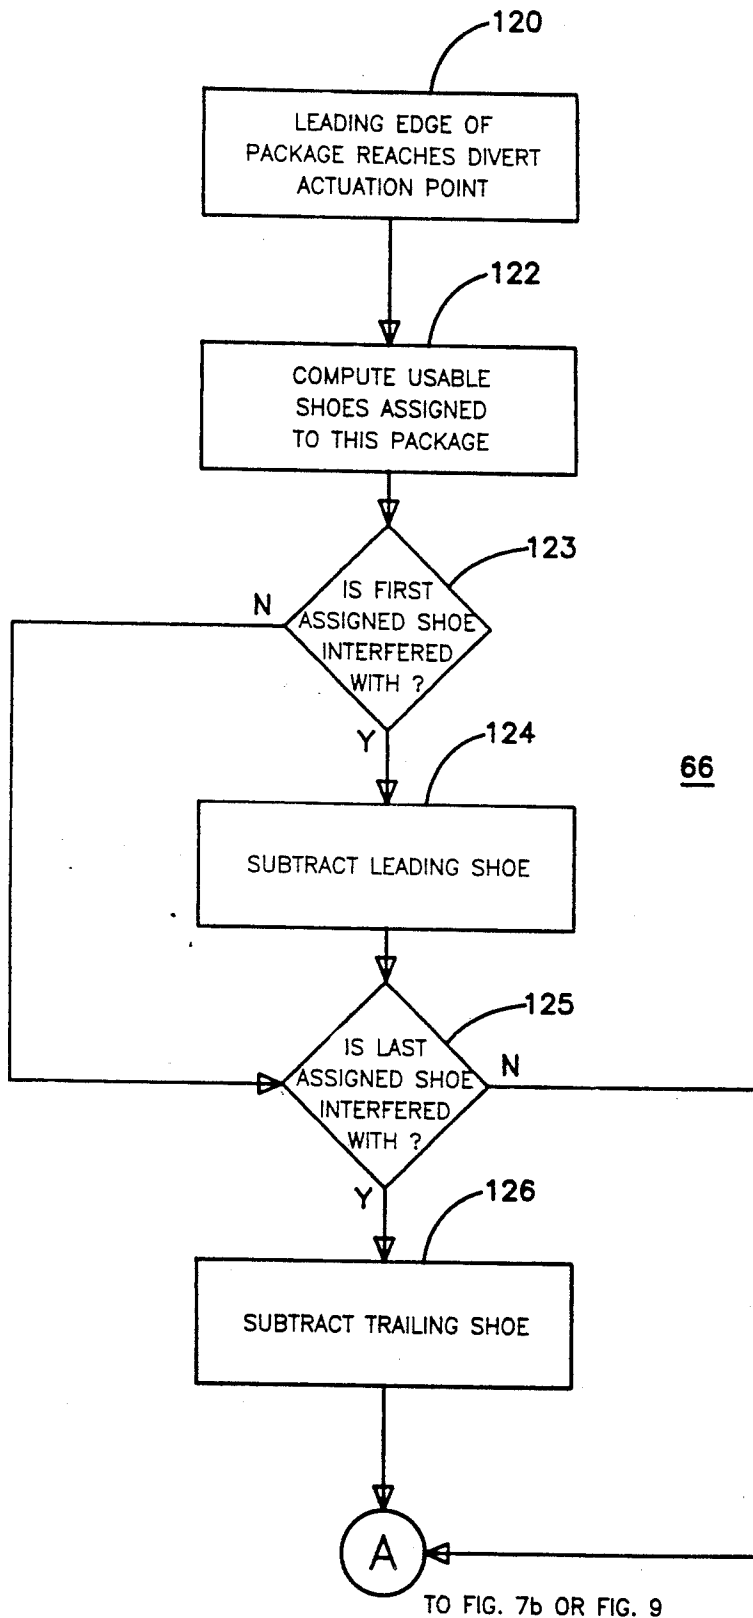 120
LEADING EDGE OF
PACKAGE REACHES DIVERT
ACTUATION POINT
122
COMPUTE USABLE
SHOES ASSIGNED
TO THIS PACKAGE
123
IS FIRST
ASSIGNED SHOE
INTERFERED
WITH ?
N
Y
124
66
SUBTRACT LEADING SHOE
125
IS LAST
ASSIGNED SHOE
INTERFERED
WITH ?
N
Y
126
SUBTRACT TRAILING SHOE
A
TO FIG. 7b OR FIG. 9